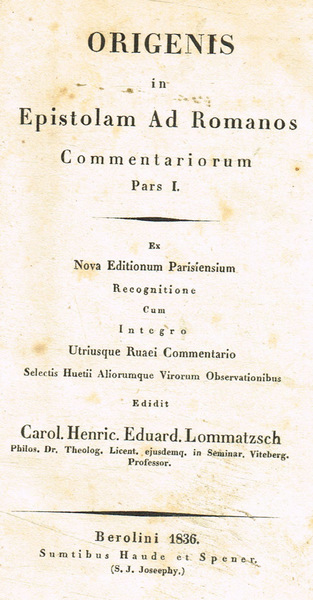 ORIGENIS
in
Epistolam Ad Romanos
Commentariorum
Pars I.
Ex
Nova Editionum Parisiensium
Recognitione
Cum
Integro
Utriusque Ruaei Commentario
Selectis Huetii Aliorumque Virorum Observationibus
Edidit
Carol. Henric. Eduard. Lommatzsch
Philos. Dr. Theolog. Licent. ejusdemq. in Seminar. Viteberg.
Professor.
Berolini 1836.
Sumtibus Haude et Spener.
(S. J. Joseephy.)